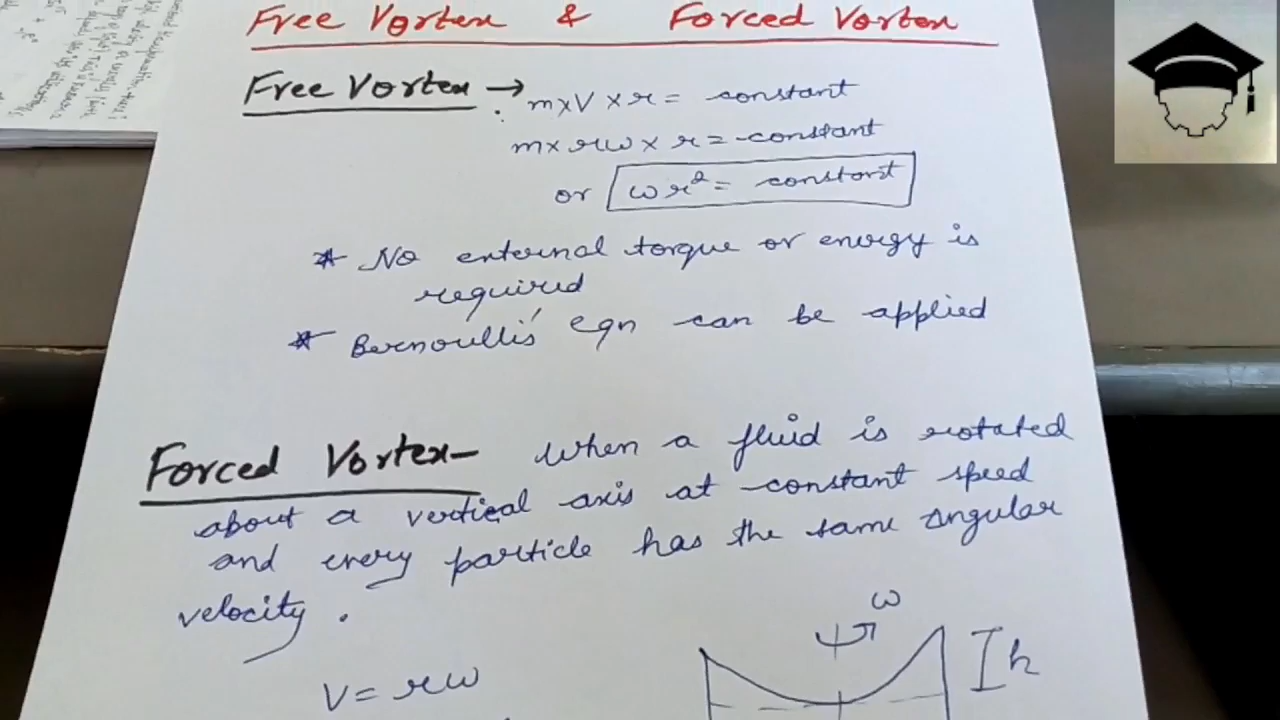 Free Vortex & Forced Vortex
Free Vortex → m×V×r = constant
m×rω×r = constant
or ωr² = constant
* No external torque or energy is
required
* Bernoulli's eqn can be applied
Forced Vortex- When a fluid is rotated
about a vertical axis at constant speed
and every particle has the same angular
velocity.
ω
h
V = rω